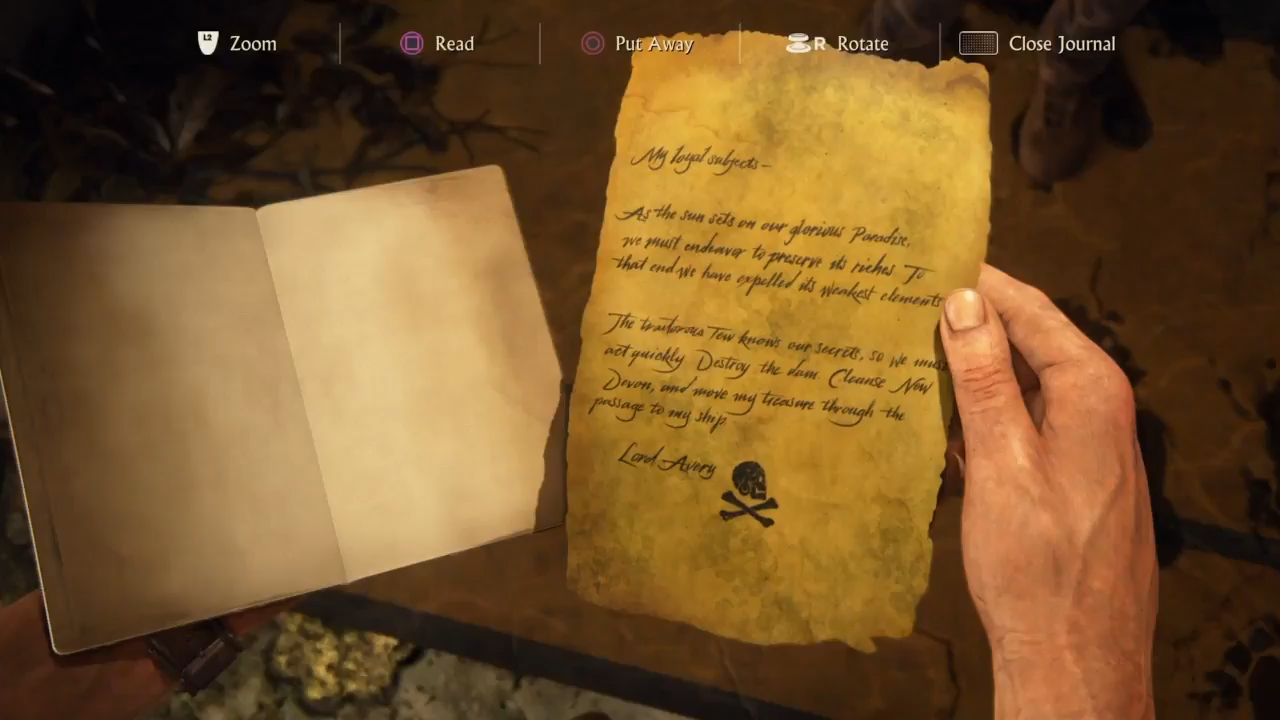 L2 Zoom
Read
Put Away
R Rotate
Close Journal
My loyal subjects-
As the sun sets on our glorious Paradise,
we must endeavor to preserve its riches To
that end we have expelled its weakest elements
The traitorous Tew knows our secrets, so we must
act quickly Destroy the dam. Cleanse New
Devon, and move my treasure through the
passage to my ship.
Lord Avery